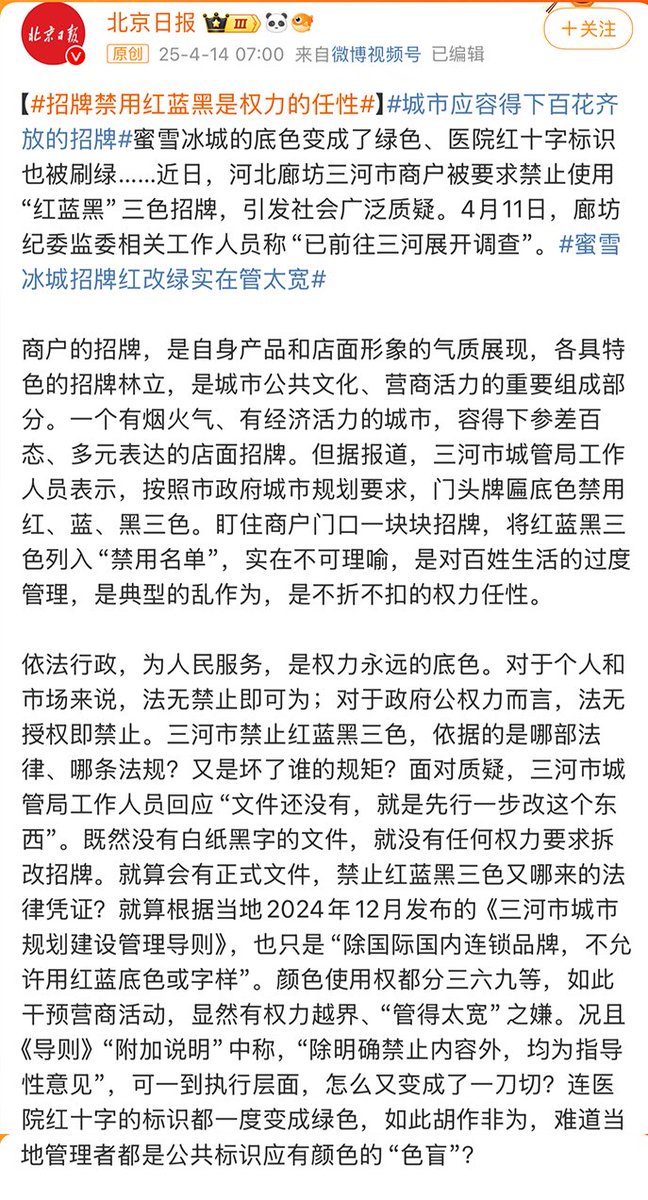 北京日报
北京日报 III
+关注
原创 25-4-14 07:00 来自微博视频号 已编辑
【#招牌禁用红蓝黑是权力的任性#】#城市应容得下百花齐
放的招牌#蜜雪冰城的底色变成了绿色、医院红十字标识
也被刷绿……近日，河北廊坊三河市商户被要求禁止使用
“红蓝黑”三色招牌，引发社会广泛质疑。4月11日，廊坊
纪委监委相关工作人员称“已前往三河展开调查”。#蜜雪
冰城招牌红改绿实在管太宽#
商户的招牌，是自身产品和店面形象的气质展现，各具特
色的招牌林立，是城市公共文化、营商活力的重要组成部
分。一个有烟火气、有经济活力的城市，容得下参差百
态、多元表达的店面招牌。但据报道，三河市城管局工作
人员表示，按照市政府城市规划要求，门头牌匾底色禁用
红、蓝、黑三色。盯住商户门口一块块招牌，将红蓝黑三
色列入“禁用名单”，实在不可理喻，是对百姓生活的过度
管理，是典型的乱作为，是不折不扣的权力任性。
依法行政，为人民服务，是权力永远的底色。对于个人和
市场来说，法无禁止即可为；对于政府公权力而言，法无
授权即禁止。三河市禁止红蓝黑三色，依据的是哪部法
律、哪条法规？又是坏了谁的规矩？面对质疑，三河市城
管局工作人员回应“文件还没有，就是先行一步改这个东
西”。既然没有白纸黑字的文件，就没有任何权力要求拆
改招牌。就算会有正式文件，禁止红蓝黑三色又哪来的法
律凭证？就算根据当地2024年12月发布的《三河市城市
规划建设管理导则》，也只是“除国际国内连锁品牌，不允
许用红蓝底色或字样”。颜色使用权都分三六九等，如此
干预营商活动，显然有权力越界、“管得太宽”之嫌。况且
《导则》“附加说明”中称，“除明确禁止内容外，均为指导
性意见”，可一到执行层面，怎么又变成了一刀切？连医
院红十字的标识都一度变成绿色，如此胡作非为，难道当
地管理者都是公共标识应有颜色的“色盲”？